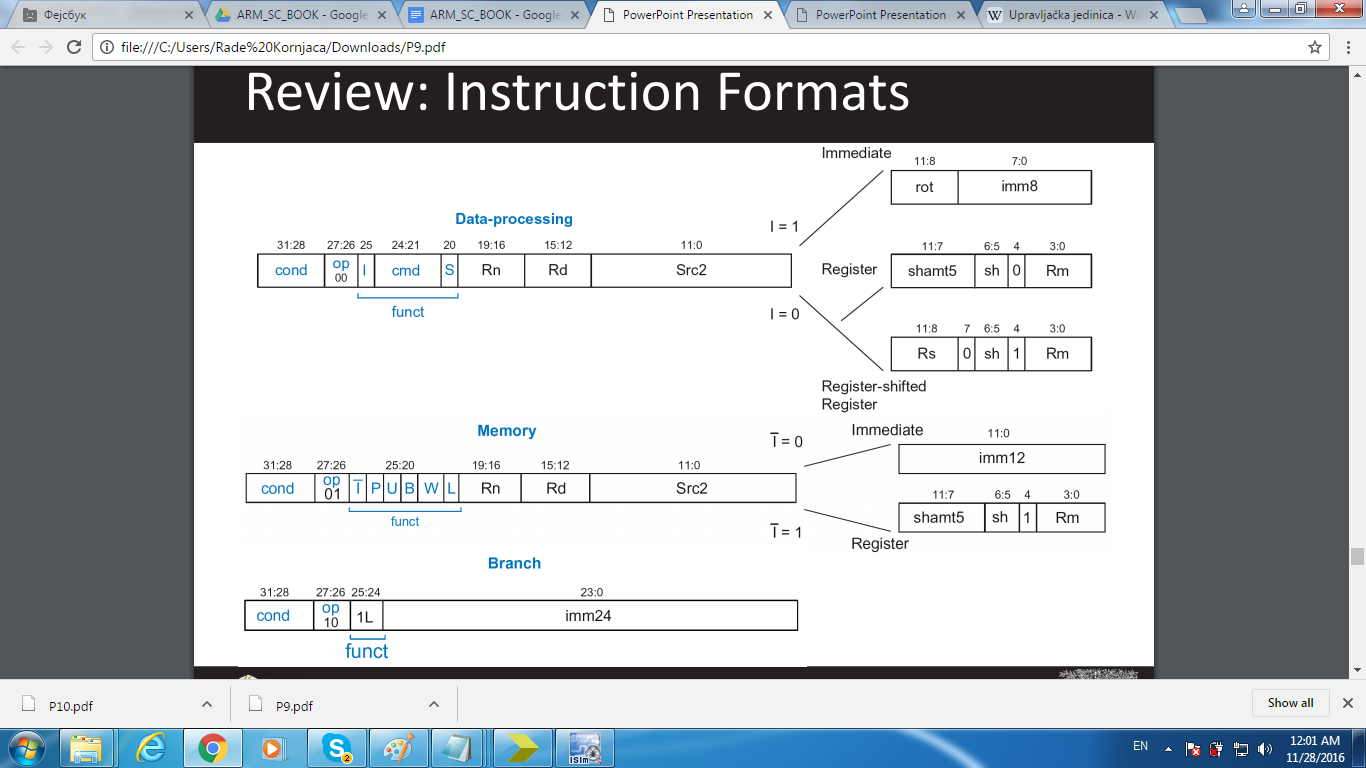 Фејсбук
ARM_SC_BOOK - Google
ARM_SC_BOOK - Google
PowerPoint Presentation
PowerPoint Presentation
Upravljačka jedinica - Wi
file:///C:/Users/Rade%20Kornjaca/Downloads/P9.pdf
Review: Instruction Formats
Immediate
11:8 7:0
rot imm8
Data-processing
I = 1
31:28 27:26 25 24:21 20 19:16 15:12 11:0
cond op 00 I cmd S Rn Rd Src2
funct
I = 0
Register
11:7 6:5 4 3:0
shamt5 sh 0 Rm
11:8 7 6:5 4 3:0
Rs 0 sh 1 Rm
Register-shifted
Register
Memory
I̅ = 0
Immediate
11:0
imm12
31:28 27:26 25:20 19:16 15:12 11:0
cond op 01 I̅ P U B W L Rn Rd Src2
funct
I̅ = 1
11:7 6:5 4 3:0
shamt5 sh 1 Rm
Register
Branch
31:28 27:26 25:24 23:0
cond op 10 1L imm24
funct
P10.pdf
P9.pdf
Show all
2
ISim
EN
12:01 AM
11/28/2016